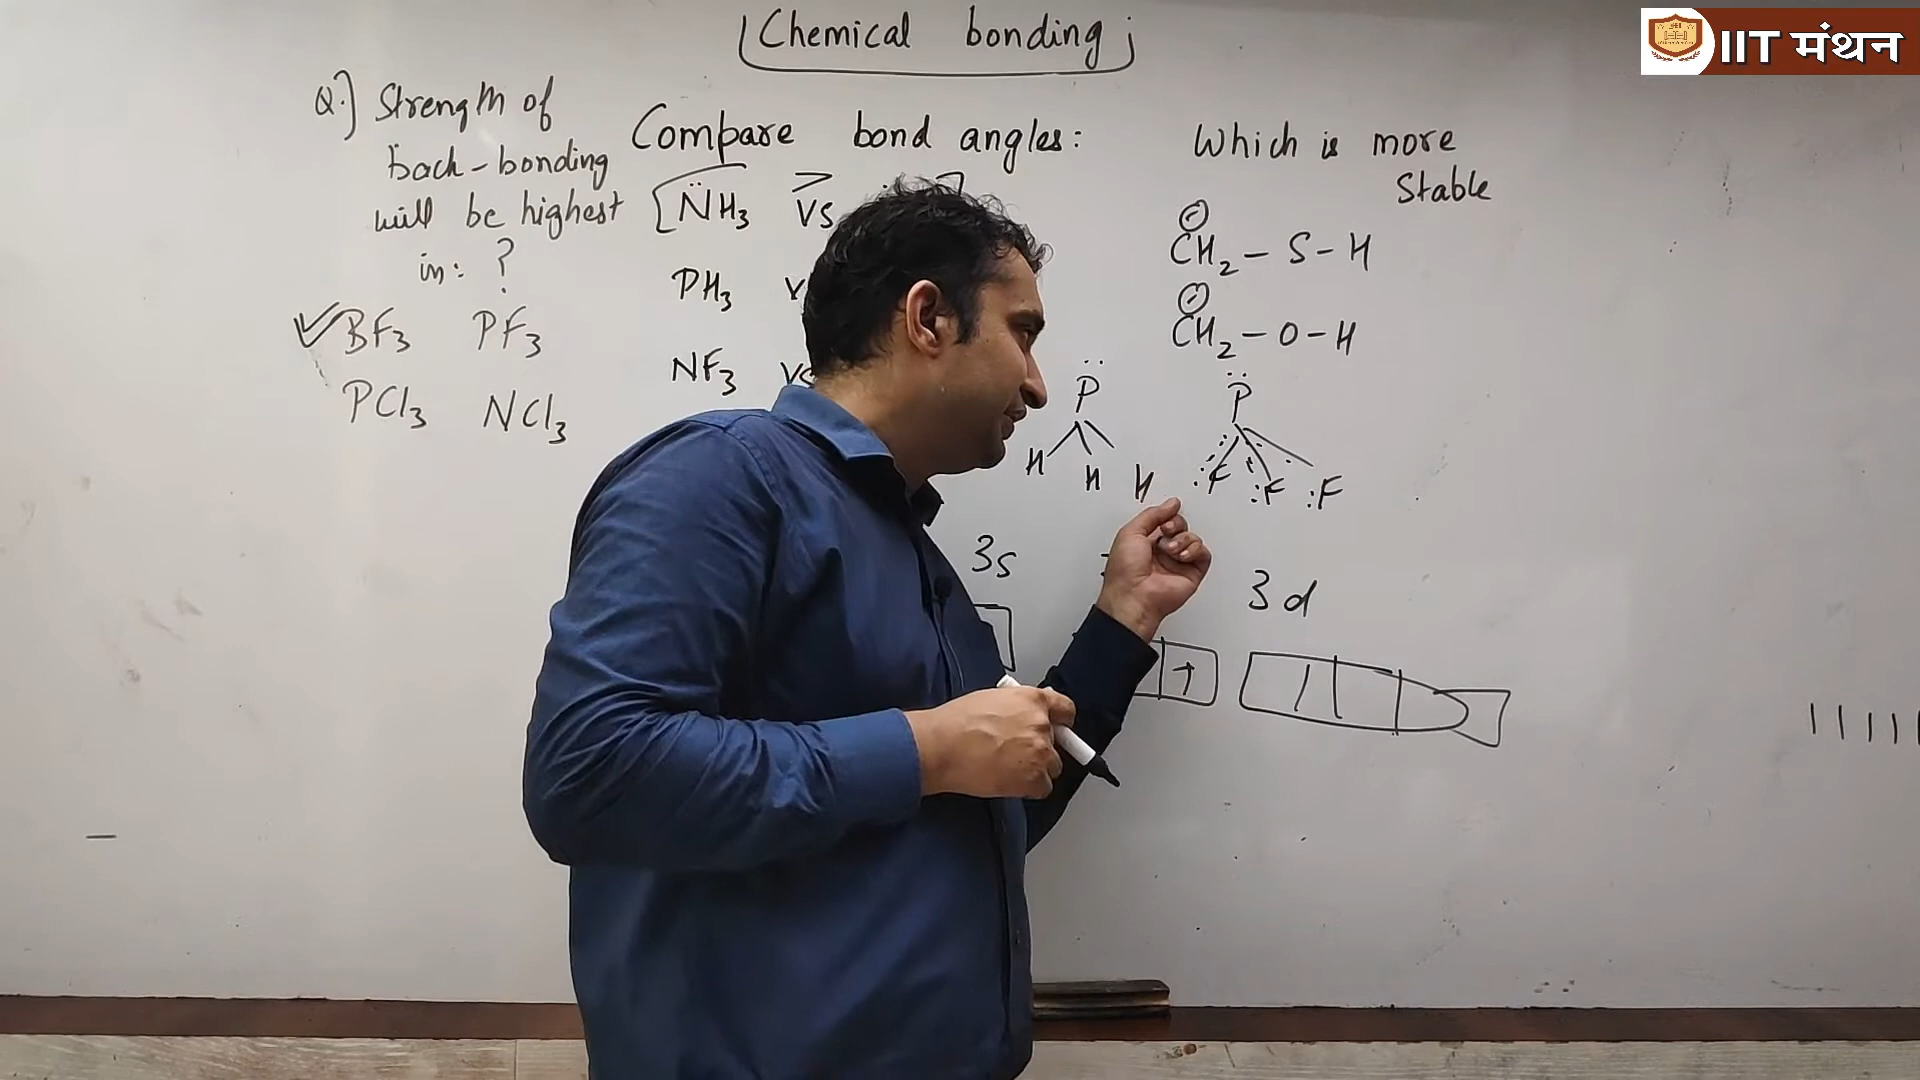 Chemical bonding
IIT मंथन
Q.] Strength of
back-bonding
will be highest
in: ?
BF3 PF3
PCl3 NCl3
Compare bond angles:
NH3 > vs
PH3
NF3 vs
Which is more
Stable
⊖
CH2 - S - H
⊖
CH2 - O - H
P
H H H
P
:F :F :F
3s
3d